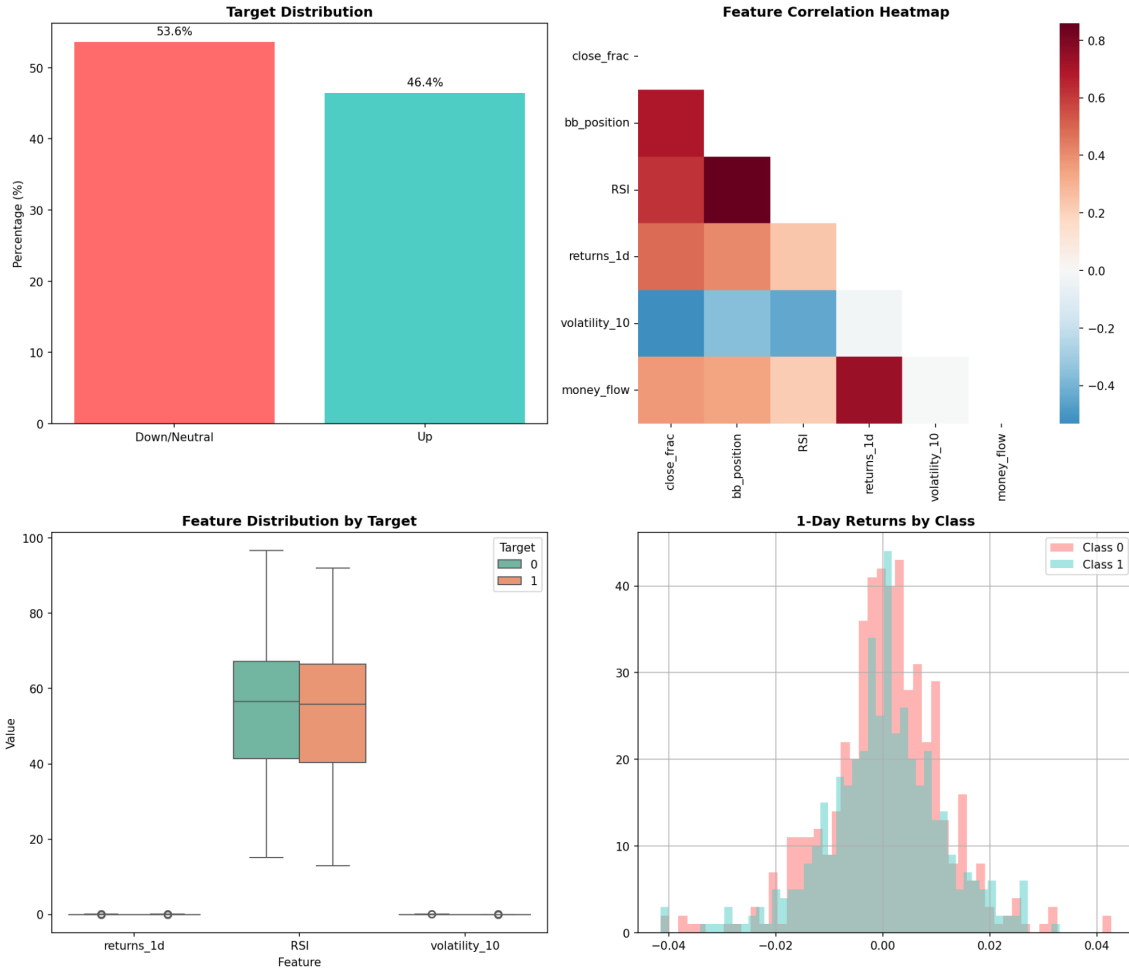 Target Distribution
53.6%
46.4%
Percentage (%)
50
40
30
20
10
0
Down/Neutral
Up
Feature Correlation Heatmap
close_frac
bb_position
RSI
returns_1d
volatility_10
money_flow
close_frac
bb_position
RSI
returns_1d
volatility_10
money_flow
0.8
0.6
0.4
0.2
0.0
−0.2
−0.4
Feature Distribution by Target
Target
0
1
Value
100
80
60
40
20
0
returns_1d
RSI
volatility_10
Feature
1-Day Returns by Class
Class 0
Class 1
40
30
20
10
0
−0.04
−0.02
0.00
0.02
0.04